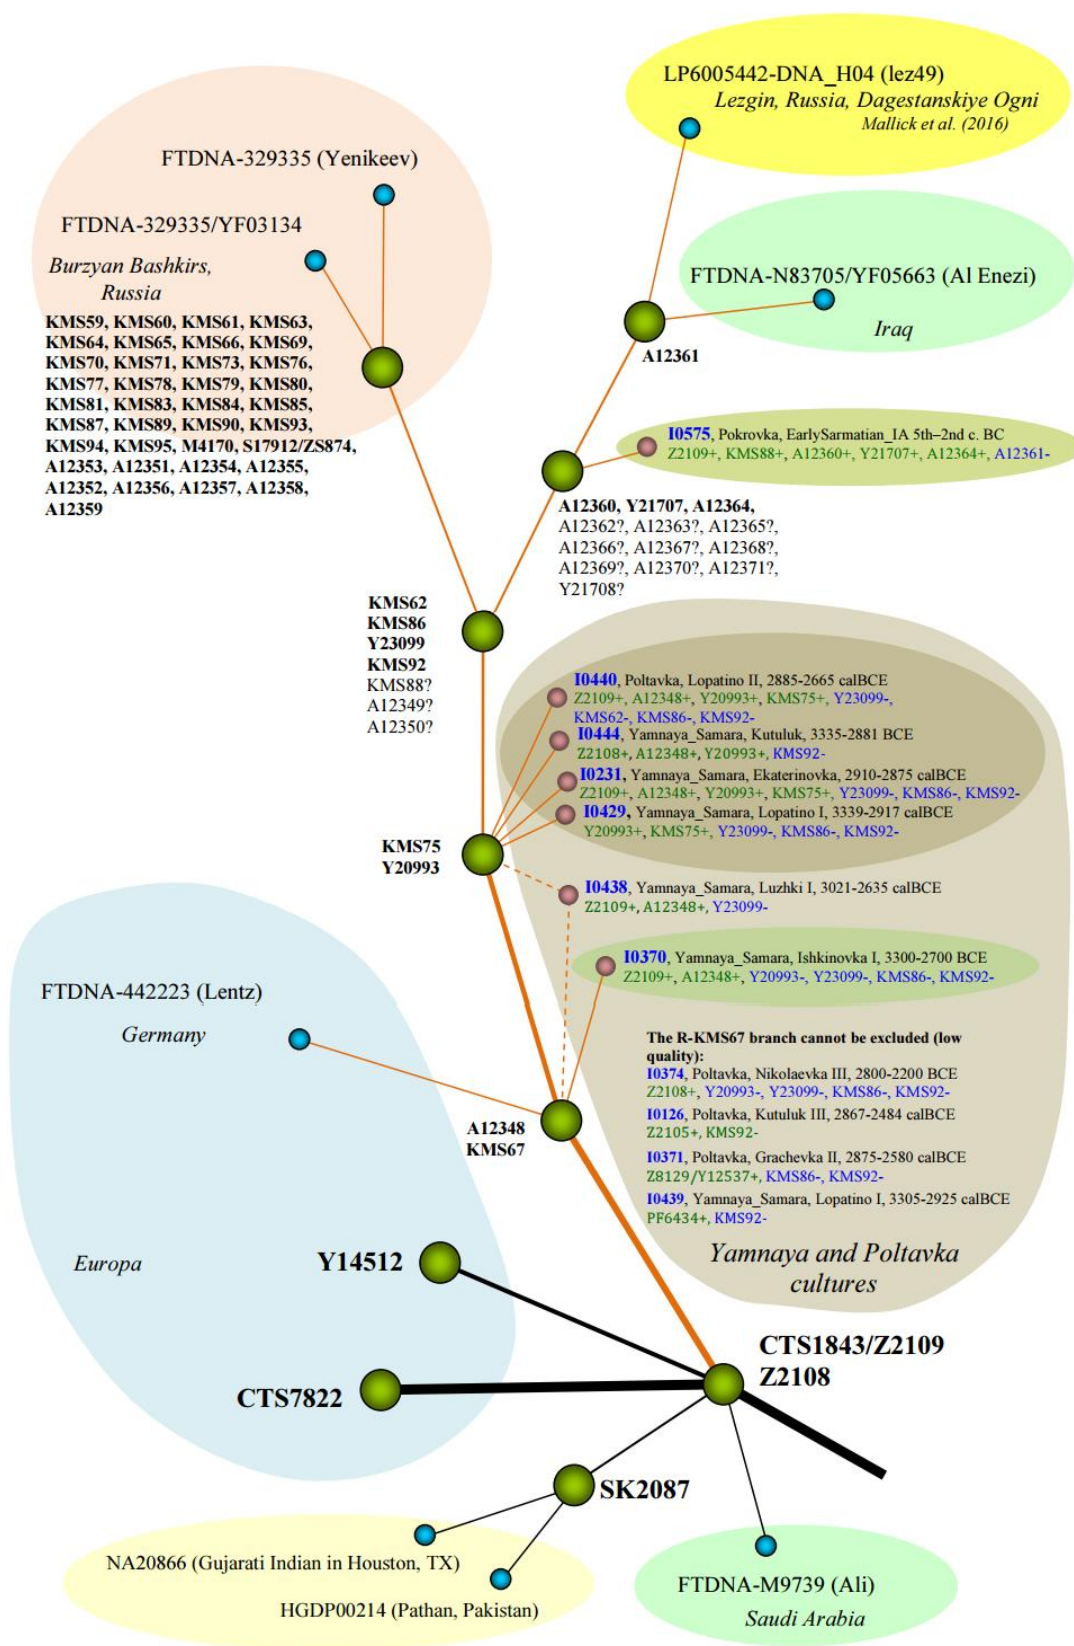 LP6005442-DNA_H04 (lez49)
Lezgin, Russia, Dagestanskiye Ogni
Mallick et al. (2016)
FTDNA-329335 (Yenikeev)
FTDNA-329335/YF03134
Burzyan Bashkirs,
Russia
KMS59, KMS60, KMS61, KMS63,
KMS64, KMS65, KMS66, KMS69,
KMS70, KMS71, KMS73, KMS76,
KMS77, KMS78, KMS79, KMS80,
KMS81, KMS83, KMS84, KMS85,
KMS87, KMS89, KMS90, KMS93,
KMS94, KMS95, M4170, S17912/ZS874,
A12353, A12351, A12354, A12355,
A12352, A12356, A12357, A12358,
A12359
FTDNA-N83705/YF05663 (Al Enezi)
Iraq
A12361
I0575, Pokrovka, EarlySarmatian_IA 5th–2nd c. BC
Z2109+, KMS88+, A12360+, Y21707+, A12364+, A12361-
A12360, Y21707, A12364,
A12362?, A12363?, A12365?,
A12366?, A12367?, A12368?,
A12369?, A12370?, A12371?,
Y21708?
KMS62
KMS86
Y23099
KMS92
KMS88?
A12349?
A12350?
I0440, Poltavka, Lopatino II, 2885-2665 calBCE
Z2109+, A12348+, Y20993+, KMS75+, Y23099-,
KMS62-, KMS86-, KMS92-
I0444, Yamnaya_Samara, Kutuluk, 3335-2881 BCE
Z2108+, A12348+, Y20993+, KMS92-
I0231, Yamnaya_Samara, Ekaterinovka, 2910-2875 calBCE
Z2109+, A12348+, Y20993+, KMS75+, Y23099-, KMS86-, KMS92-
I0429, Yamnaya_Samara, Lopatino I, 3339-2917 calBCE
Y20993+, KMS75+, Y23099-, KMS86-, KMS92-
KMS75
Y20993
I0438, Yamnaya_Samara, Luzhki I, 3021-2635 calBCE
Z2109+, A12348+, Y23099-
I0370, Yamnaya_Samara, Ishkinovka I, 3300-2700 BCE
Z2109+, A12348+, Y20993-, Y23099-, KMS86-, KMS92-
FTDNA-442223 (Lentz)
Germany
The R-KMS67 branch cannot be excluded (low
quality):
I0374, Poltavka, Nikolaevka III, 2800-2200 BCE
Z2108+, Y20993-, Y23099-, KMS86-, KMS92-
I0126, Poltavka, Kutuluk III, 2867-2484 calBCE
Z2105+, KMS92-
I0371, Poltavka, Grachevka II, 2875-2580 calBCE
Z8129/Y12537+, KMS86-, KMS92-
I0439, Yamnaya_Samara, Lopatino I, 3305-2925 calBCE
PF6434+, KMS92-
A12348
KMS67
Yamnaya and Poltavka
cultures
Europa
Y14512
CTS1843/Z2109
Z2108
CTS7822
SK2087
NA20866 (Gujarati Indian in Houston, TX)
HGDP00214 (Pathan, Pakistan)
FTDNA-M9739 (Ali)
Saudi Arabia